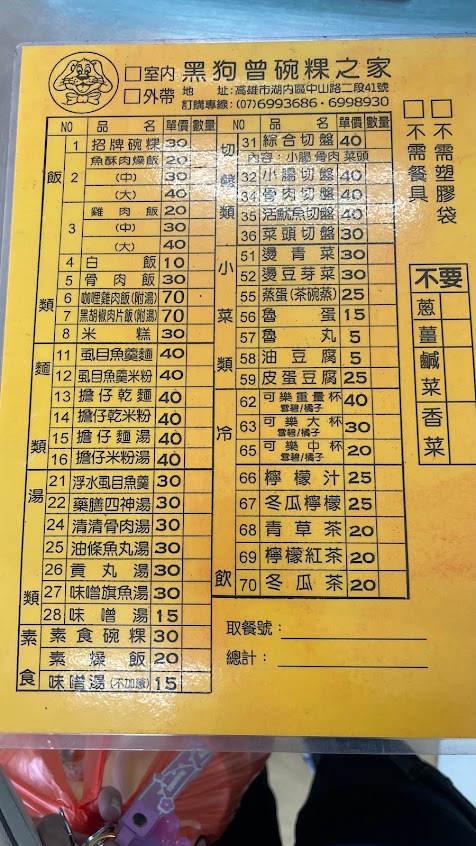 □室內 黑狗曾碗粿之家
□外帶 地 址:高雄市湖內區中山路二段41號
訂購專線:(07)6993686·6998930
□不需餐具
□不需塑膠袋
不要
蔥
薑
鹹菜
香菜
NO 品 名 單價 數量
飯類
1 招牌碗粿 30
2 魚酥肉燥飯 20
(中) 30
(大) 40
3 雞肉飯 20
(中) 30
(大) 40
4 白飯 10
5 骨肉飯 30
6 咖哩雞肉飯(附湯) 70
7 黑胡椒肉片飯(附湯) 70
8 米糕 30
麵類
11 虱目魚羹麵 40
12 虱目魚羹米粉 40
13 擔仔乾麵 40
14 擔仔乾米粉 40
15 擔仔麵湯 40
16 擔仔米粉湯 40
湯類
21 浮水虱目魚羹 30
22 藥膳四神湯 30
24 清清骨肉湯 30
25 油條魚丸湯 30
26 貢丸湯 30
27 味噌旗魚湯 30
28 味噌湯 15
素食
素食碗粿 30
素燥飯 20
味噌湯(不加蔥) 15
NO 品 名 單價 數量
切盤類
31 綜合切盤 40
內容:小腸 骨肉 菜頭
32 小腸切盤 40
34 骨肉切盤 40
35 活魷魚切盤 40
36 菜頭切盤 30
小菜類
51 燙青菜 30
52 燙豆芽菜 30
55 蒸蛋(茶碗蒸) 25
56 魯蛋 15
57 魯丸 5
58 油豆腐 5
59 皮蛋豆腐 25
冷飲
62 可樂重量杯 40
雪碧/橘子
63 可樂大杯 30
雪碧/橘子
65 可樂中杯 20
雪碧/橘子
66 檸檬汁 25
67 冬瓜檸檬 25
68 青草茶 20
69 檸檬紅茶 20
70 冬瓜茶 20
取餐號:
總計: